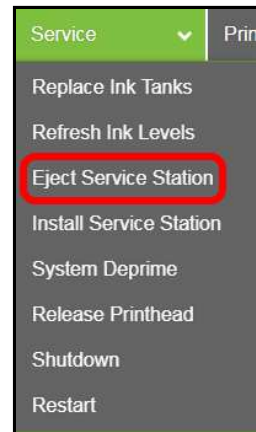 Service
Prin
Replace Ink Tanks
Refresh Ink Levels
Eject Service Station
Install Service Station
System Deprime
Release Printhead
Shutdown
Restart